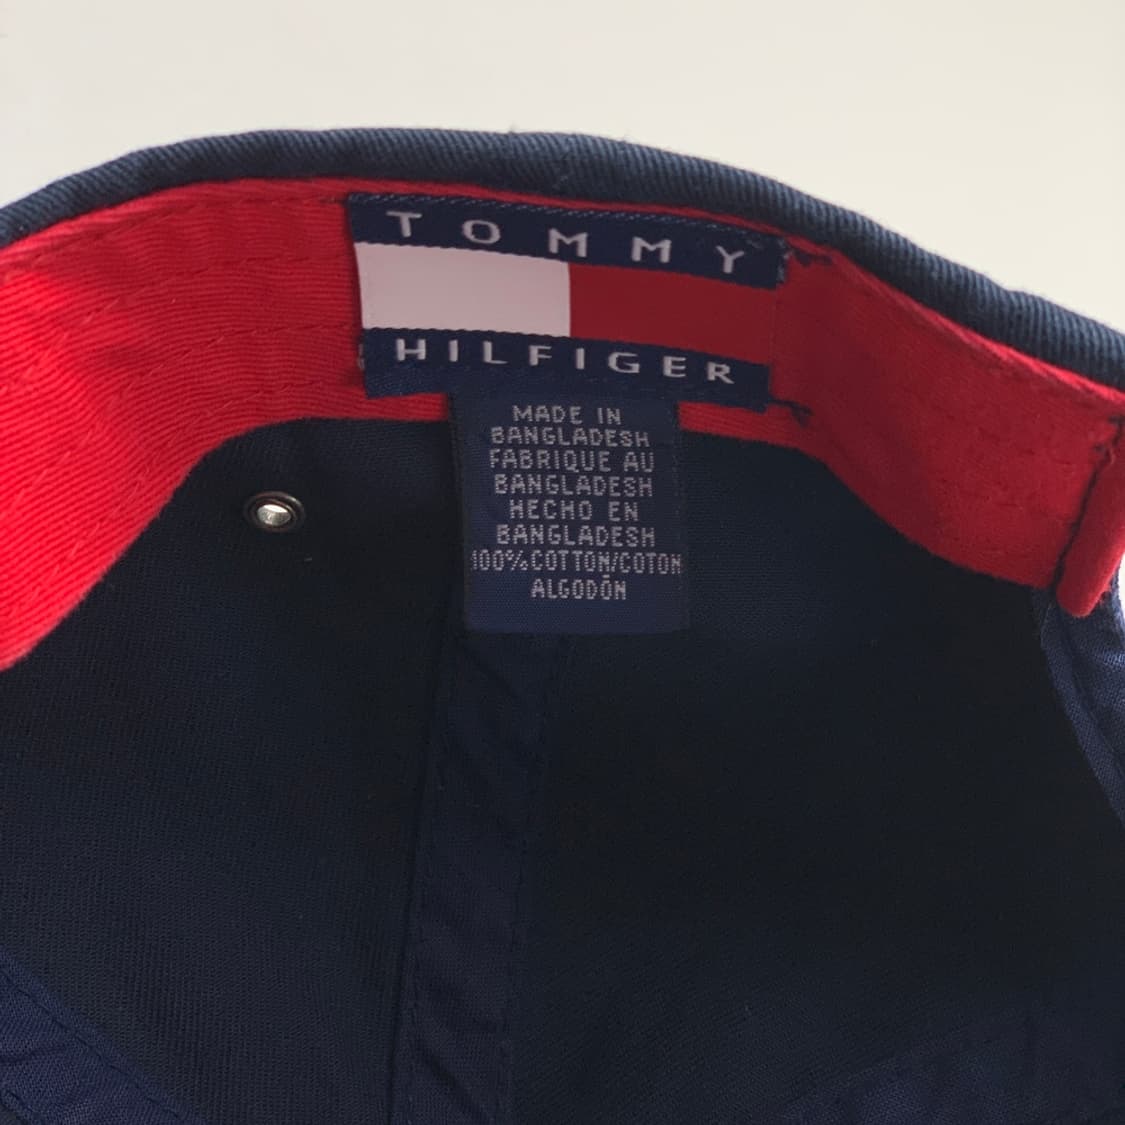 TOMMY
HILFIGER
MADE IN
BANGLADESH
FABRIQUE AU
BANGLADESH
HECHO EN
BANGLADESH
100% COTTON/COTON
ALGODÓN